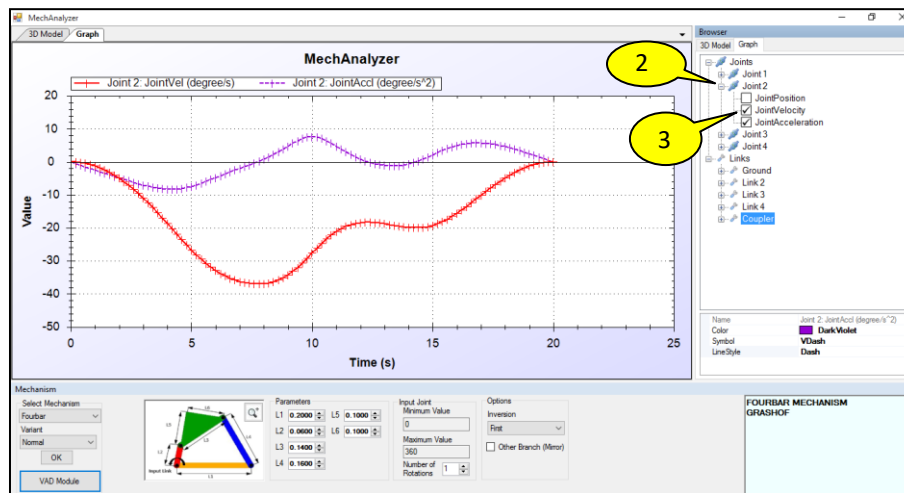 MechAnalyzer
3D Model Graph
MechAnalyzer
Joint 2: JointVel (degree/s) Joint 2: JointAccl (degree/s^2)
20
10
0
-10
-20
-30
-40
-50
Value
0 5 10 15 20 25
Time (s)
Browser
3D Model Graph
Joints
Joint 1
Joint 2
JointPosition
JointVelocity
JointAcceleration
Joint 3
Joint 4
Links
Ground
Link 2
Link 3
Link 4
Coupler
2
3
Name Joint 2: JointAccl (degree/s^2)
Color DarkViolet
Symbol VDash
LineStyle Dash
Mechanism
Select Mechanism
Fourbar
Variant
Normal
OK
VAD Module
Input Link
Parameters
L1 0.2000 L5 0.1000
L2 0.0600 L6 0.1000
L3 0.1400
L4 0.1600
Input Joint
Minimum Value
0
Maximum Value
360
Number of
Rotations 1
Options
Inversion
First
Other Branch (Mirror)
FOURBAR MECHANISM
GRASHOF